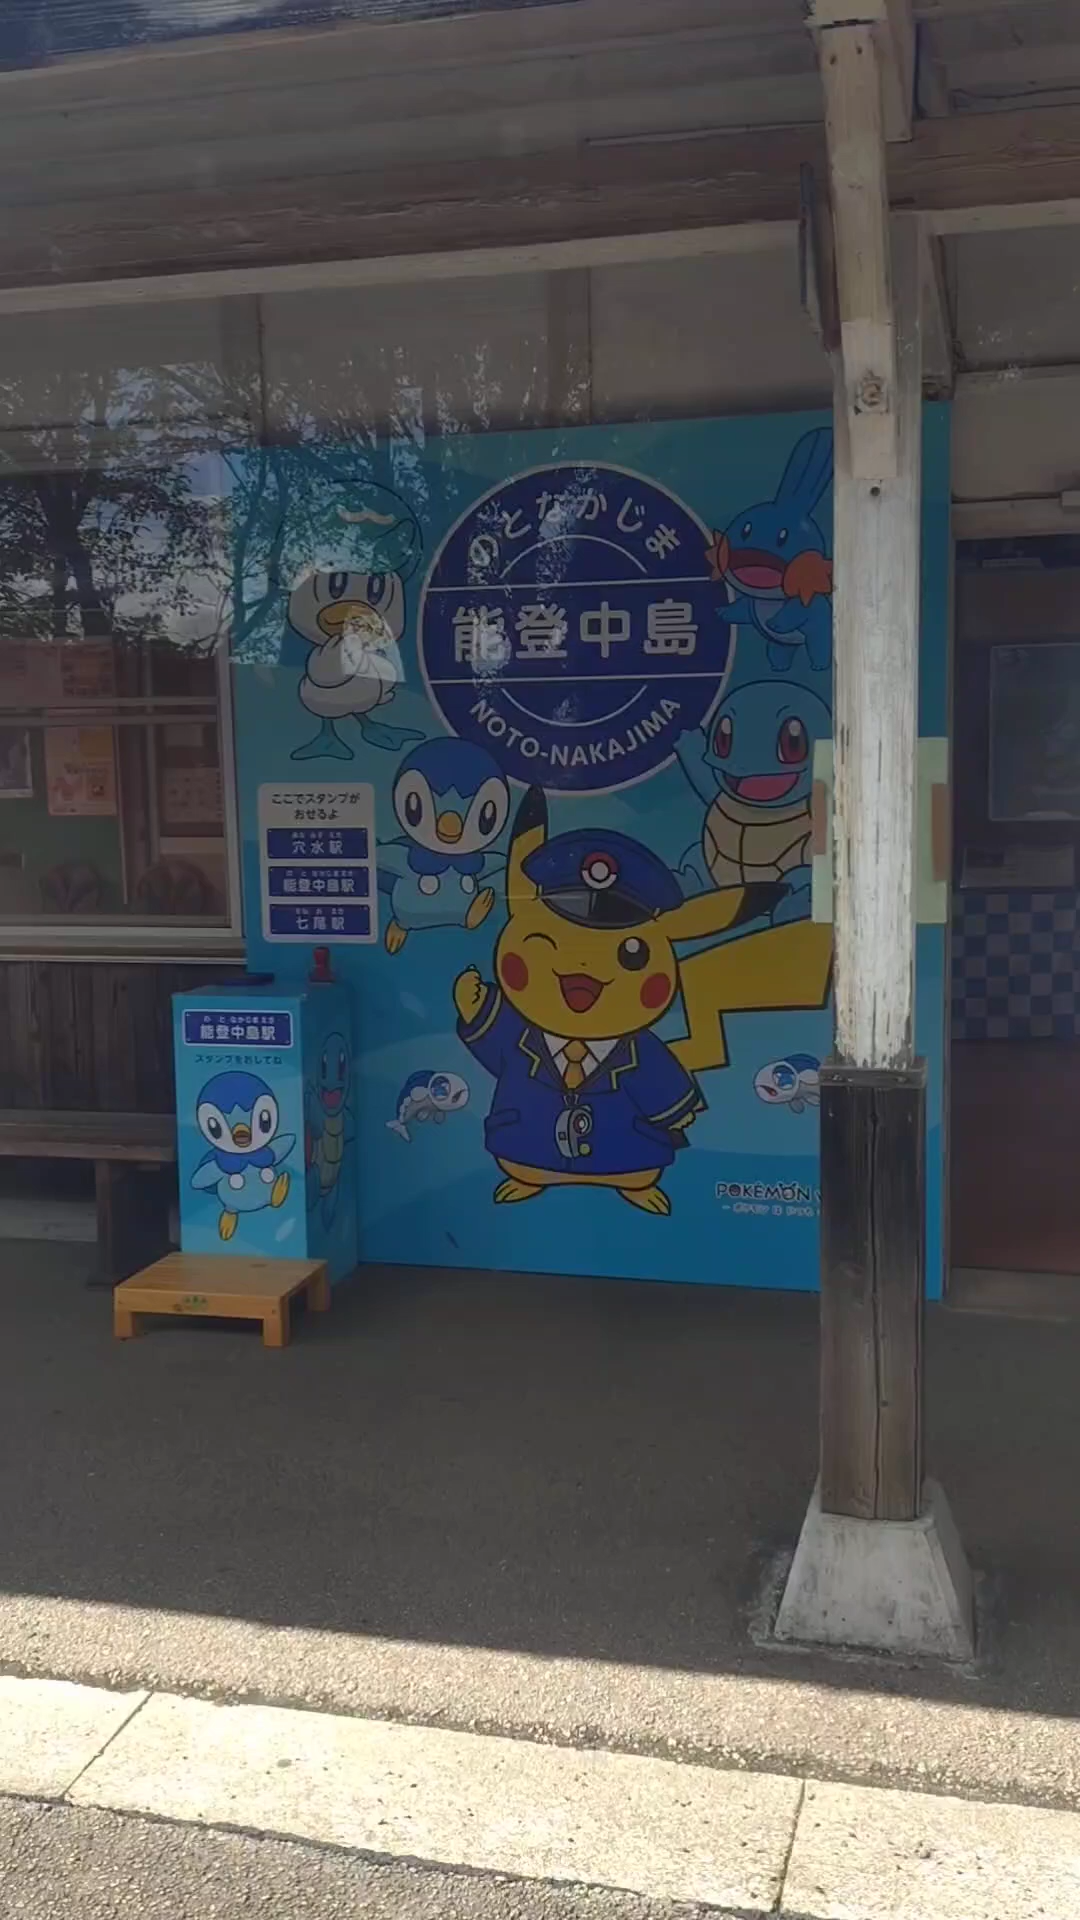 のとなかじま
能登中島
NOTO-NAKAJIMA
ここでスタンプが
おせるよ
あな みず えき
穴水駅
の と なかじまえき
能登中島駅
なな お えき
七尾駅
の と なかじまえき
能登中島駅
スタンプをおしてね
POKÉMON